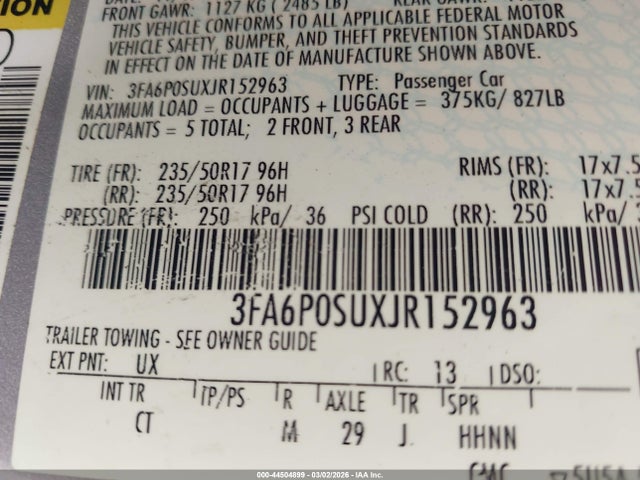 TION
FRONT GAWR: 1127 KG ( 2485 LB)
THIS VEHICLE CONFORMS TO ALL APPLICABLE FEDERAL MOTOR
VEHICLE SAFETY, BUMPER, AND THEFT PREVENTION STANDARDS
IN EFFECT ON THE DATE OF MANUFACTURE SHOWN ABOVE.
VIN: 3FA6P0SUXJR152963 TYPE: Passenger Car
MAXIMUM LOAD = OCCUPANTS + LUGGAGE = 375KG/ 827LB
OCCUPANTS = 5 TOTAL; 2 FRONT, 3 REAR
TIRE (FR): 235/50R17 96H RIMS (FR): 17x7.5
(RR): 235/50R17 96H (RR): 17x7.5
PRESSURE (FR): 250 kPa/ 36 PSI COLD (RR): 250 kPa/
3FA6P0SUXJR152963
TRAILER TOWING - SEE OWNER GUIDE
EXT PNT: UX RC: 13 DSO:
INT TR TP/PS R AXLE TR SPR
CT M 29 J HHNN
000-44504899 - 03/02/2026 - © Copyright IAA, Inc.